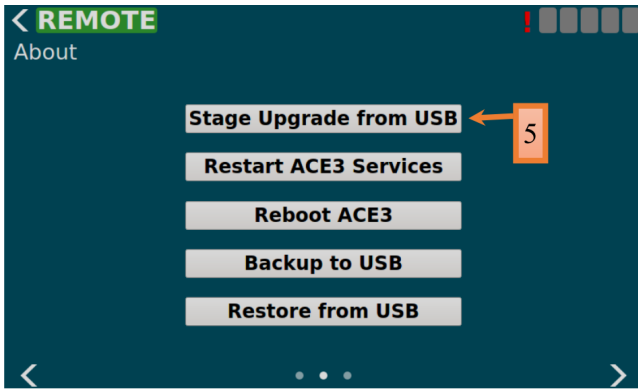 REMOTE
!
About
Stage Upgrade from USB
5
Restart ACE3 Services
Reboot ACE3
Backup to USB
Restore from USB